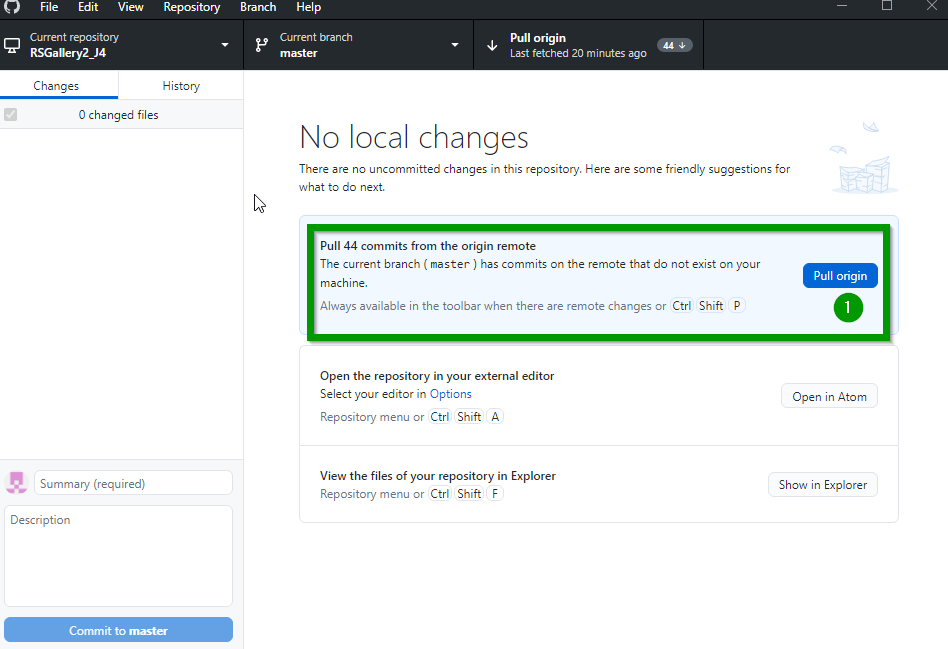 File Edit View Repository Branch Help
Current repository
RSGallery2_J4
Current branch
master
Pull origin
Last fetched 20 minutes ago
44
Changes History
0 changed files
No local changes
There are no uncommitted changes in this repository. Here are some friendly suggestions for
what to do next.
Pull 44 commits from the origin remote
The current branch ( master ) has commits on the remote that do not exist on your
machine.
Always available in the toolbar when there are remote changes or Ctrl Shift P
Pull origin
1
Open the repository in your external editor
Select your editor in Options
Repository menu or Ctrl Shift A
Open in Atom
View the files of your repository in Explorer
Repository menu or Ctrl Shift F
Show in Explorer
Summary (required)
Description
Commit to master